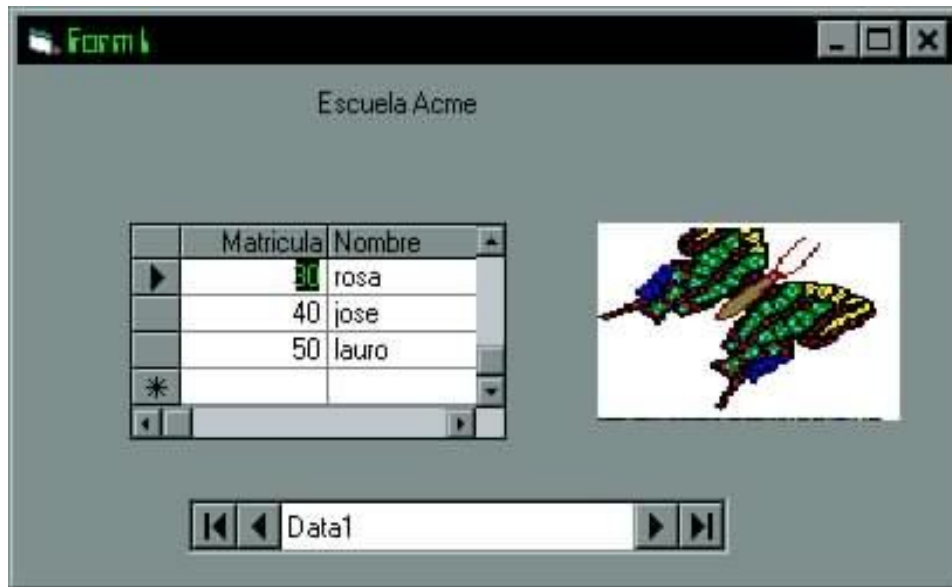 Form1
Escuela Acme
Matricula Nombre
30 rosa
40 jose
50 lauro
Data1